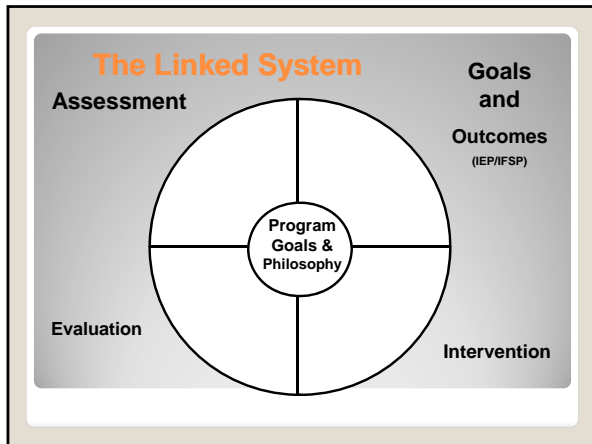 The Linked System
Assessment
Goals
and
Outcomes
(IEP/IFSP)
Program
Goals &
Philosophy
Evaluation
Intervention